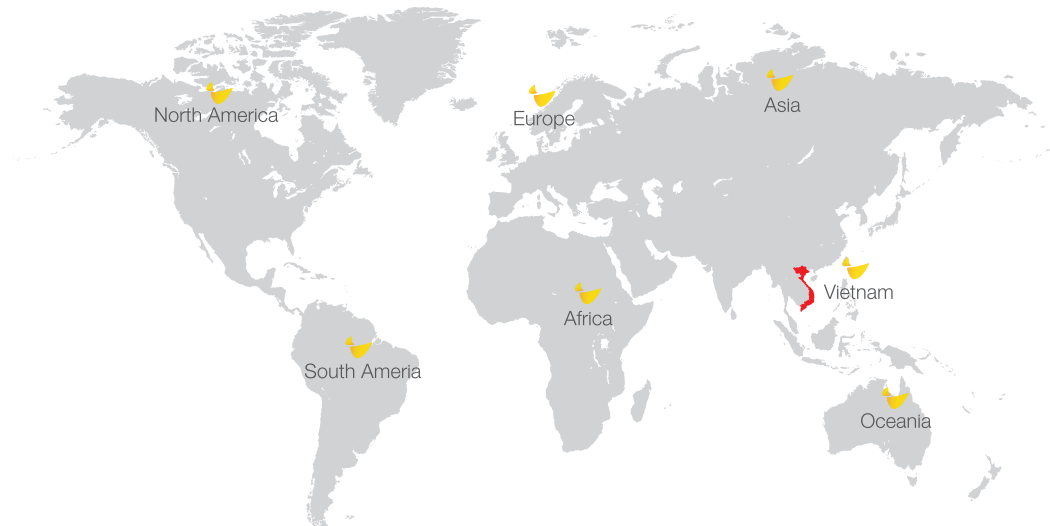 Asia
North America
Europe
Vietnam
Africa
South Ameria
Oceania